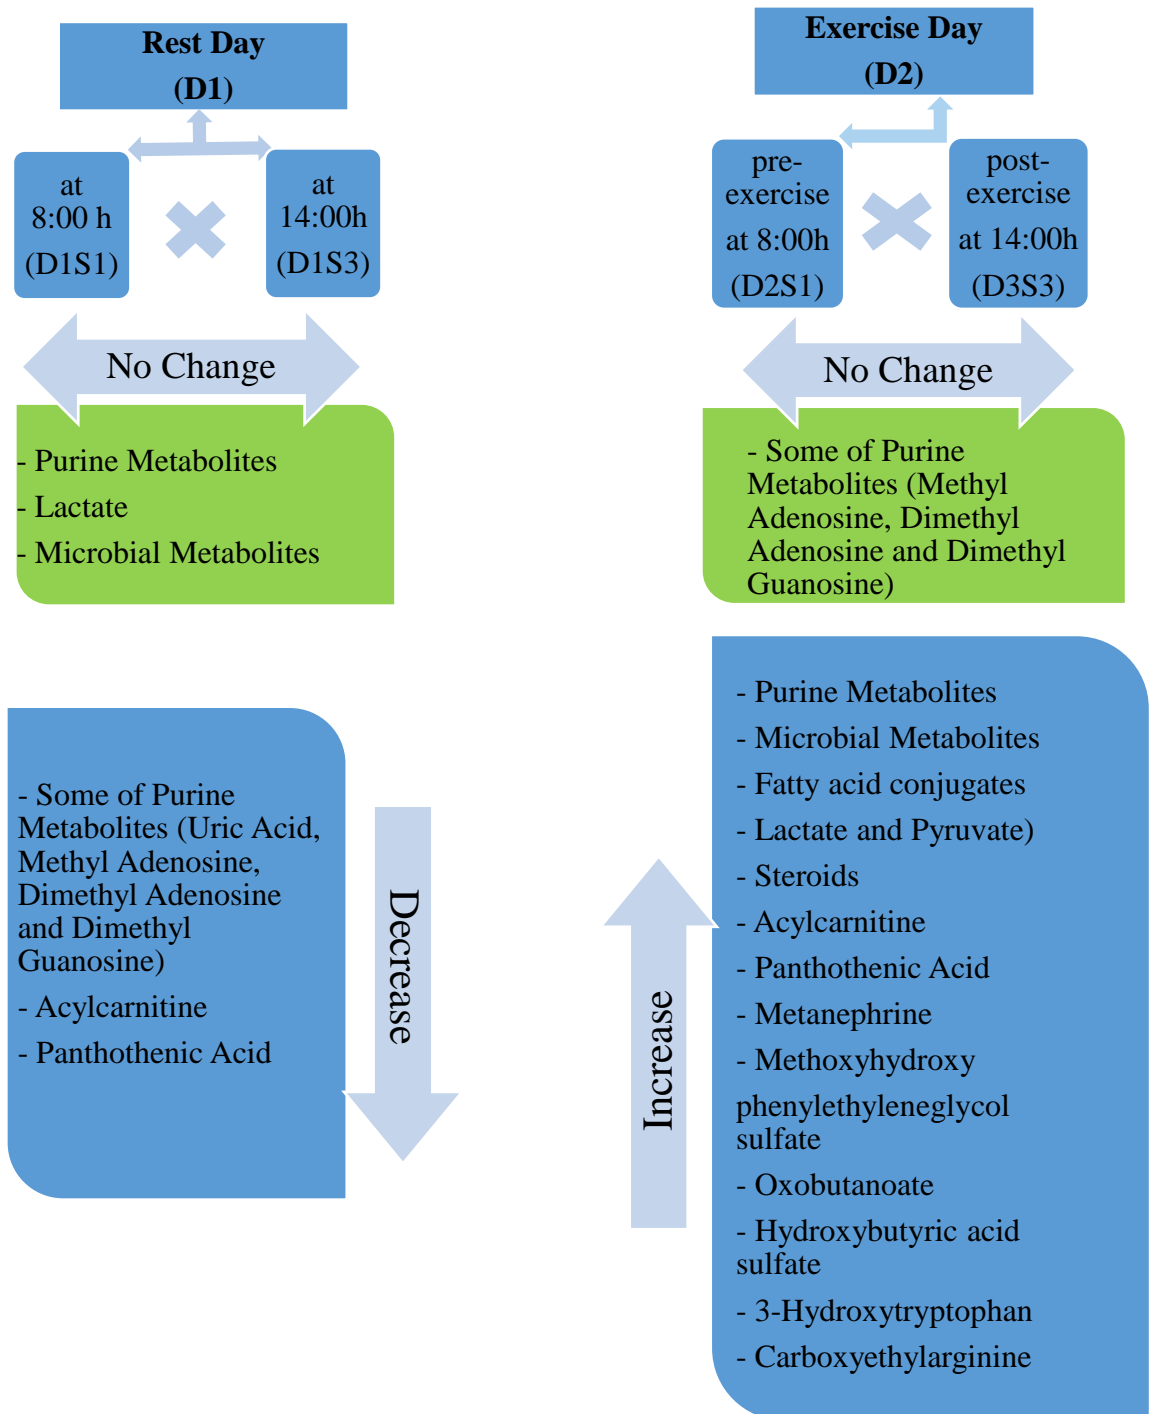 Rest Day
(D1)
at
8:00 h
(D1S1)
at
14:00h
(D1S3)
No Change
- Purine Metabolites
- Lactate
- Microbial Metabolites
- Some of Purine
Metabolites (Uric Acid,
Methyl Adenosine,
Dimethyl Adenosine
and Dimethyl
Guanosine)
- Acylcarnitine
- Panthothenic Acid
Decrease
Exercise Day
(D2)
pre-
exercise
at 8:00h
(D2S1)
post-
exercise
at 14:00h
(D3S3)
No Change
- Some of Purine
Metabolites (Methyl
Adenosine, Dimethyl
Adenosine and Dimethyl
Guanosine)
Increase
- Purine Metabolites
- Microbial Metabolites
- Fatty acid conjugates
- Lactate and Pyruvate)
- Steroids
- Acylcarnitine
- Panthothenic Acid
- Metanephrine
- Methoxyhydroxy
phenylethyleneglycol
sulfate
- Oxobutanoate
- Hydroxybutyric acid
sulfate
- 3-Hydroxytryptophan
- Carboxyethylarginine